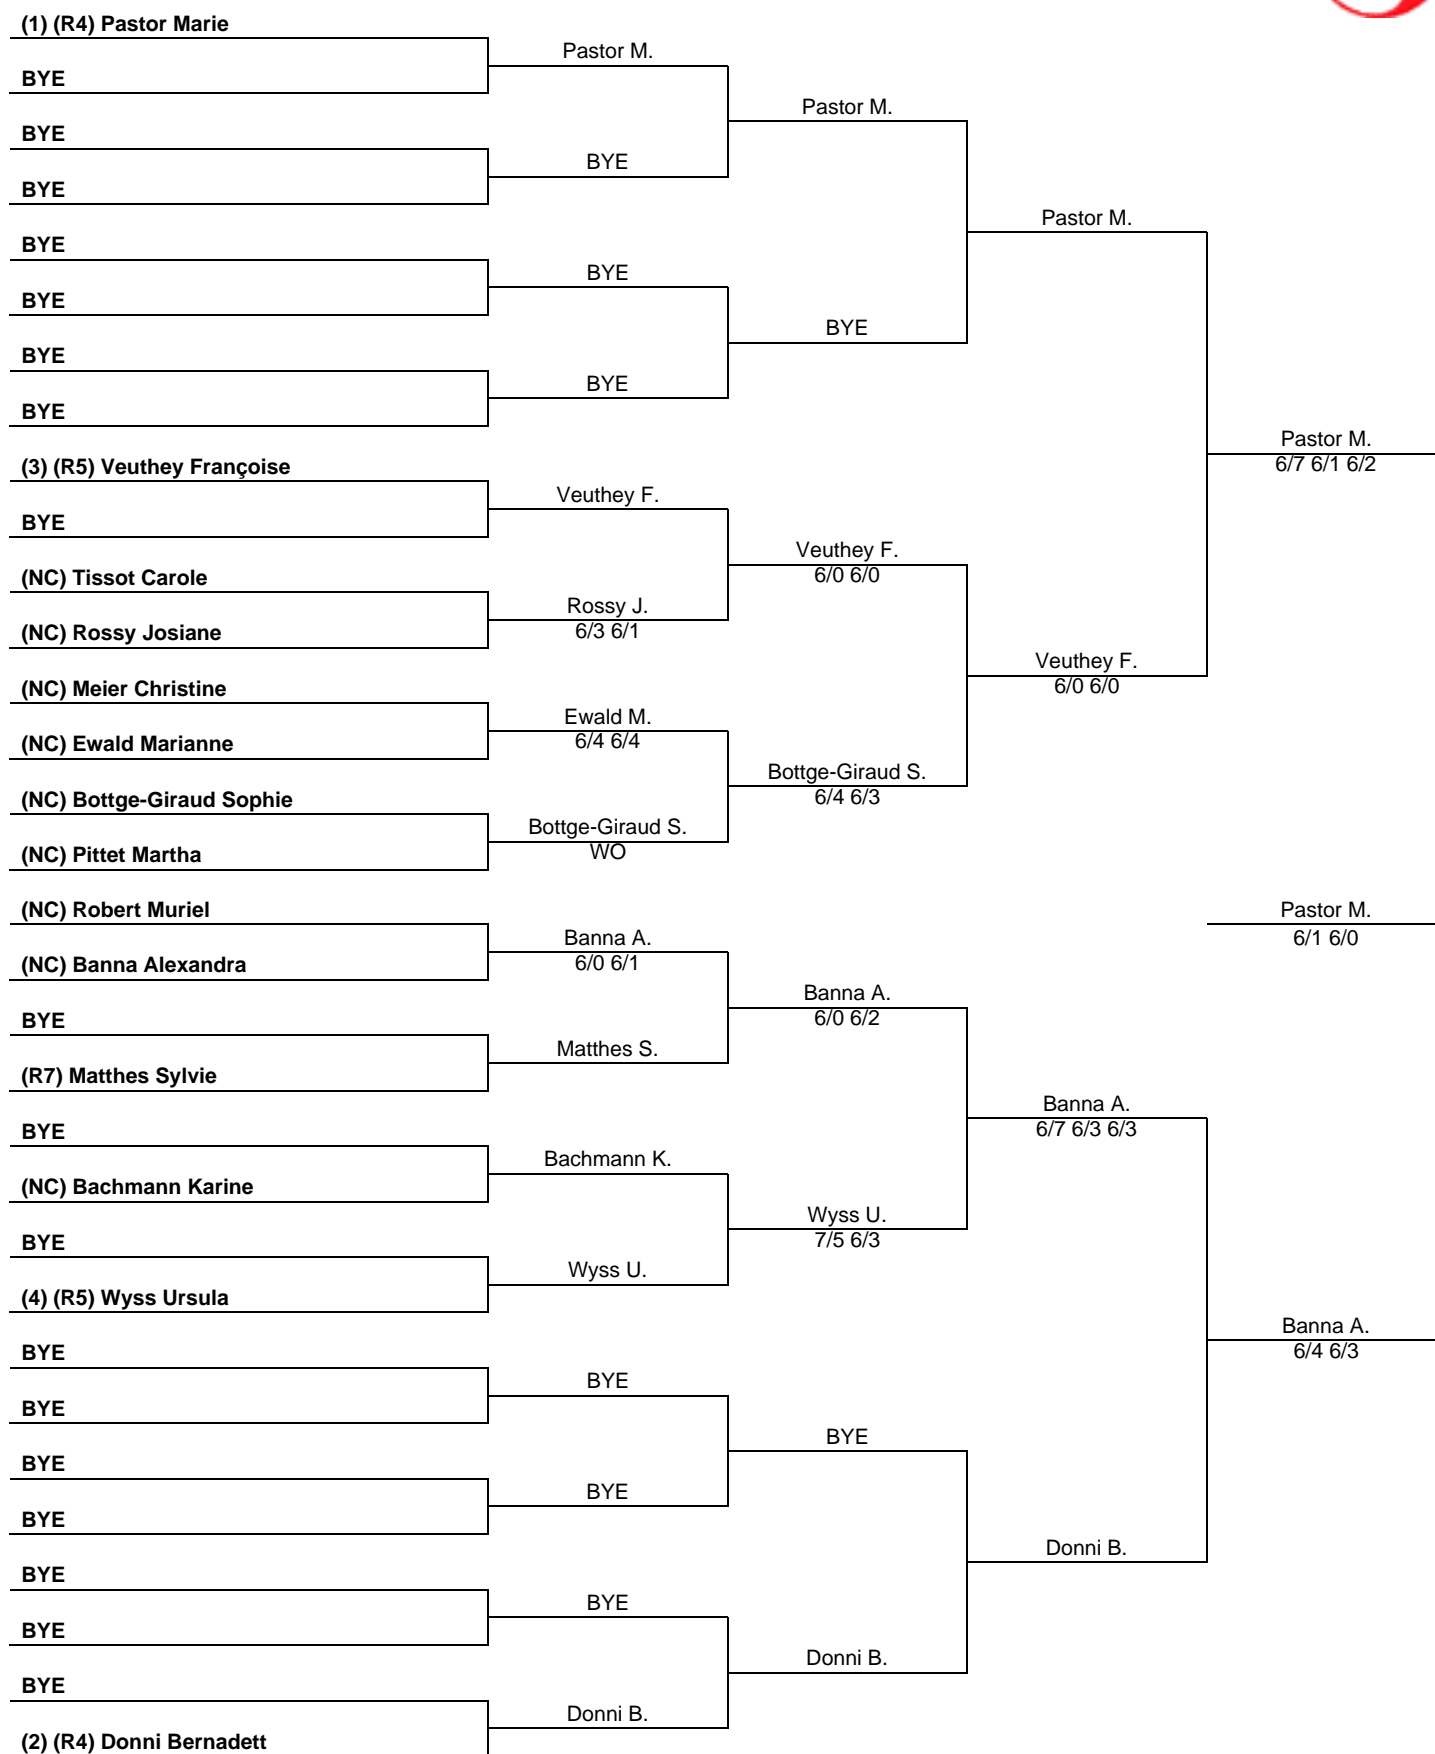 (1) (R4) Pastor Marie
Pastor M.
BYE
Pastor M.
BYE
BYE
BYE
Pastor M.
BYE
BYE
BYE
BYE
BYE
BYE
BYE
Pastor M.
6/7 6/1 6/2
(3) (R5) Veuthey Françoise
Veuthey F.
BYE
Veuthey F.
6/0 6/0
(NC) Tissot Carole
Rossy J.
6/3 6/1
(NC) Rossy Josiane
Veuthey F.
6/0 6/0
(NC) Meier Christine
Ewald M.
6/4 6/4
(NC) Ewald Marianne
Bottge-Giraud S.
6/4 6/3
(NC) Bottge-Giraud Sophie
Bottge-Giraud S.
WO
(NC) Pittet Martha
(NC) Robert Muriel
Pastor M.
6/1 6/0
Banna A.
6/0 6/1
(NC) Banna Alexandra
Banna A.
6/0 6/2
BYE
Matthes S.
(R7) Matthes Sylvie
Banna A.
6/7 6/3 6/3
BYE
Bachmann K.
(NC) Bachmann Karine
Wyss U.
7/5 6/3
BYE
Wyss U.
(4) (R5) Wyss Ursula
Banna A.
6/4 6/3
BYE
BYE
BYE
BYE
BYE
BYE
BYE
Donni B.
BYE
BYE
BYE
Donni B.
BYE
Donni B.
(2) (R4) Donni Bernadett